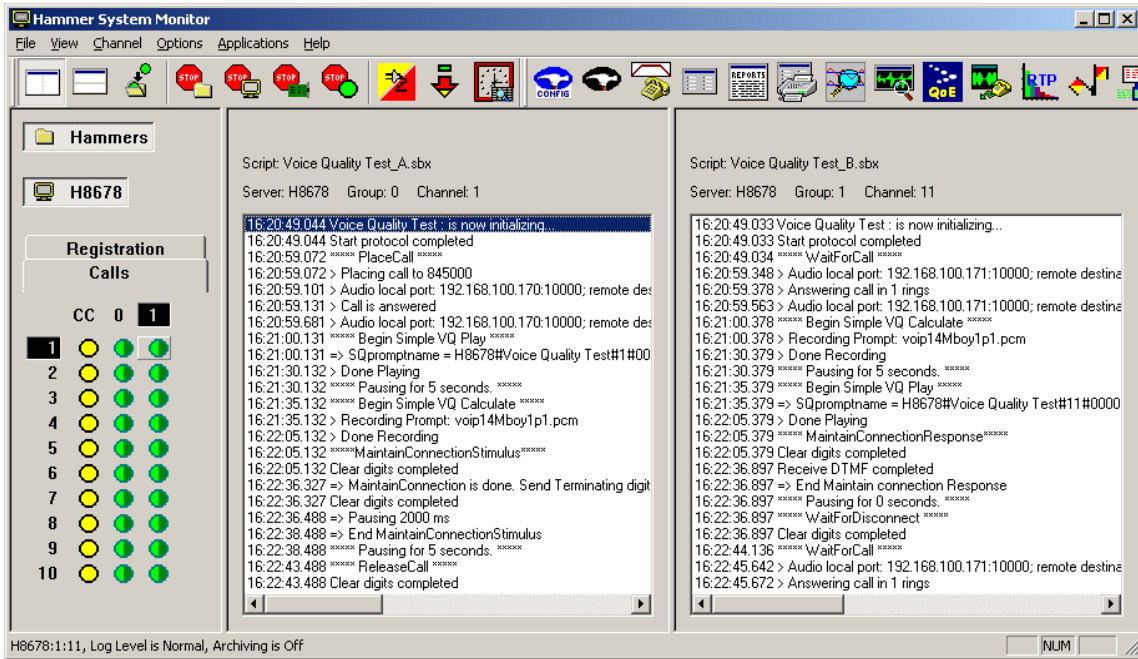 Hammer System Monitor
File View Channel Options Applications Help
STOP STOP STOP STOP CONFIG REPORTS QoE RTP
Hammers
H8678
Registration
Calls
CC 0 1
1
2
3
4
5
6
7
8
9
10
Script: Voice Quality Test_A.sbx
Server: H8678 Group: 0 Channel: 1
16:20:49.044 Voice Quality Test : is now initializing...
16:20:49.044 Start protocol completed
16:20:59.072 ***** PlaceCall *****
16:20:59.072 > Placing call to 845000
16:20:59.101 > Audio local port: 192.168.100.170:10000; remote des
16:20:59.131 > Call is answered
16:20:59.681 > Audio local port: 192.168.100.170:10000; remote des
16:21:00.131 ***** Begin Simple VQ Play *****
16:21:00.131 => SQpromptname = H8678#Voice Quality Test#1#00
16:21:30.132 > Done Playing
16:21:30.132 ***** Pausing for 5 seconds. *****
16:21:35.132 ***** Begin Simple VQ Calculate *****
16:21:35.132 > Recording Prompt: voip14Mboy1p1.pcm
16:22:05.132 > Done Recording
16:22:05.132 *****MaintainConnectionStimulus*****
16:22:05.132 Clear digits completed
16:22:36.327 => MaintainConnection is done. Send Terminating digit
16:22:36.327 Clear digits completed
16:22:36.488 => Pausing 2000 ms
16:22:38.488 => End MaintainConnectionStimulus
16:22:38.488 ***** Pausing for 5 seconds. *****
16:22:43.488 ***** ReleaseCall *****
16:22:43.488 Clear digits completed
Script: Voice Quality Test_B.sbx
Server: H8678 Group: 1 Channel: 11
16:20:49.033 Voice Quality Test : is now initializing...
16:20:49.033 Start protocol completed
16:20:49.034 ***** WaitForCall *****
16:20:59.348 > Audio local port: 192.168.100.171:10000; remote destina
16:20:59.378 > Answering call in 1 rings
16:20:59.563 > Audio local port: 192.168.100.171:10000; remote destina
16:21:00.378 ***** Begin Simple VQ Calculate *****
16:21:00.378 > Recording Prompt: voip14Mboy1p1.pcm
16:21:30.379 > Done Recording
16:21:30.379 ***** Pausing for 5 seconds. *****
16:21:35.379 ***** Begin Simple VQ Play *****
16:21:35.379 => SQpromptname = H8678#Voice Quality Test#11#0000
16:22:05.379 > Done Playing
16:22:05.379 ***** MaintainConnectionResponse*****
16:22:05.379 Clear digits completed
16:22:36.897 Receive DTMF completed
16:22:36.897 => End Maintain connection Response
16:22:36.897 ***** Pausing for 0 seconds. *****
16:22:36.897 ***** WaitForDisconnect *****
16:22:36.897 Clear digits completed
16:22:44.136 ***** WaitForCall *****
16:22:45.642 > Audio local port: 192.168.100.171:10000; remote destina
16:22:45.672 > Answering call in 1 rings
H8678:1:11, Log Level is Normal, Archiving is Off
NUM